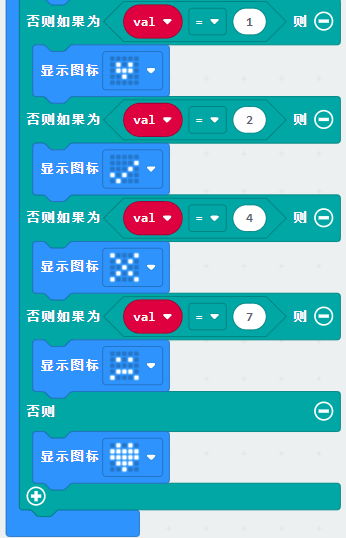 否则如果为 val = 1 则
显示图标
否则如果为 val = 2 则
显示图标
否则如果为 val = 4 则
显示图标
否则如果为 val = 7 则
显示图标
否则
显示图标